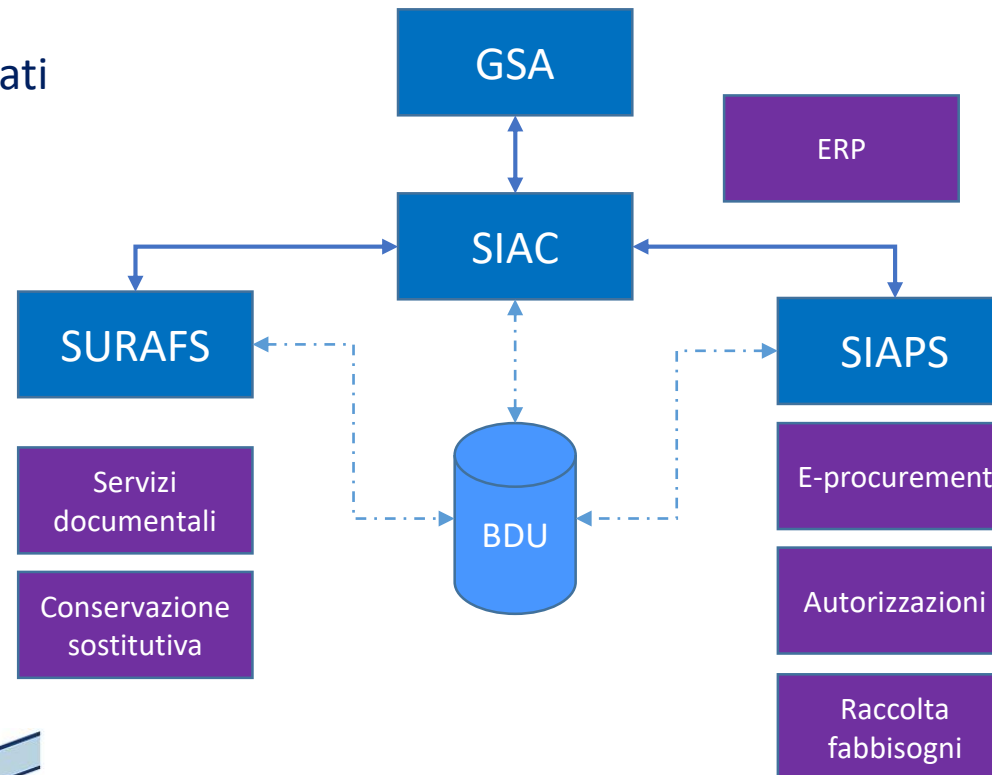 ati
GSA
ERP
SIAC
SURAFS
SIAPS
Servizi
documentali
BDU
E-procurement
Conservazione
sostitutiva
Autorizzazioni
Raccolta
fabbisogni